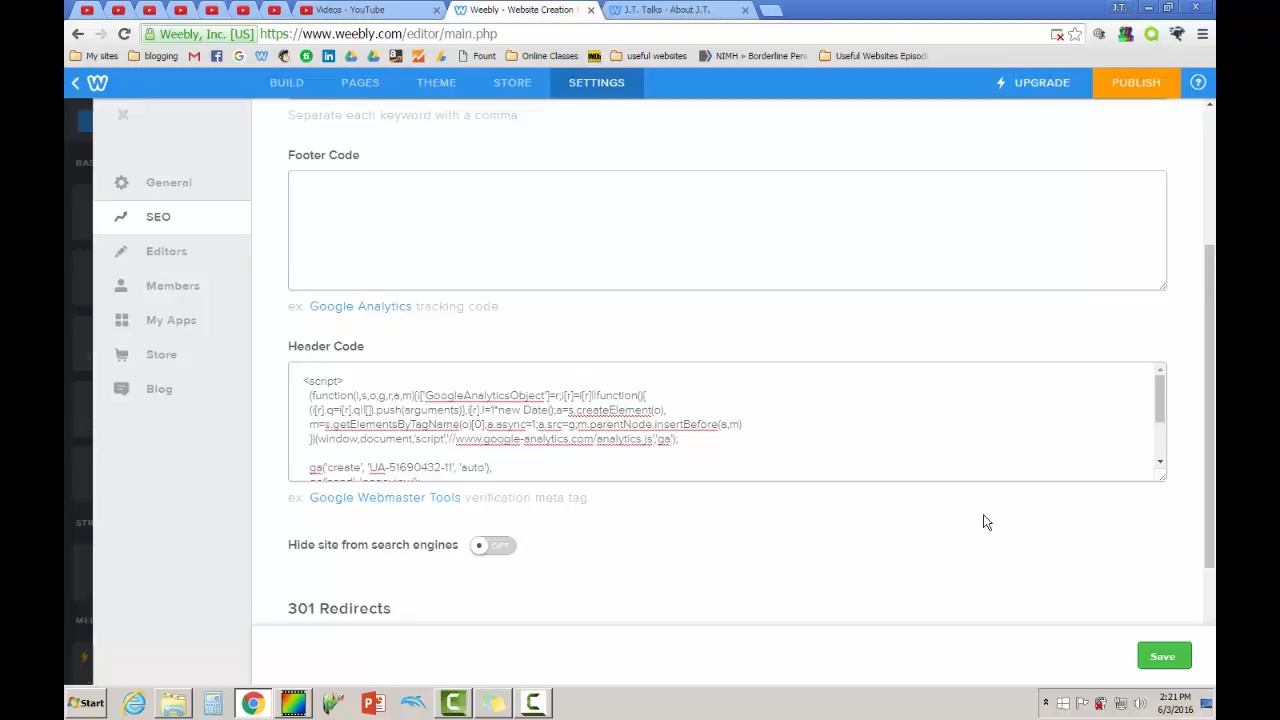 Videos - YouTube
Weebly - Website Creation
J.T. Talks - About J.T.
J.T.
Weebly, Inc. [US]
https://www.weebly.com/editor/main.php
My sites
blogging
Fount
Online Classes
useful websites
NIMH » Borderline Pers
Useful Websites Episod
BUILD
PAGES
THEME
STORE
SETTINGS
UPGRADE
PUBLISH
Separate each keyword with a comma
Footer Code
General
SEO
Editors
Members
My Apps
Store
Blog
ex. Google Analytics tracking code
Header Code
<script>
(function(i,s,o,g,r,a,m){i['GoogleAnalyticsObject']=r;i[r]=i[r]||function(){
(i[r].q=i[r].q||[]).push(arguments)},i[r].l=1*new Date();a=s.createElement(o),
m=s.getElementsByTagName(o)[0];a.async=1;a.src=g;m.parentNode.insertBefore(a,m)
})(window,document,'script','//www.google-analytics.com/analytics.js','ga');
ga('create', 'UA-51690432-11', 'auto');
ex. Google Webmaster Tools verification meta tag
Hide site from search engines
OFF
301 Redirects
Save
Start
2:21 PM
6/3/2016